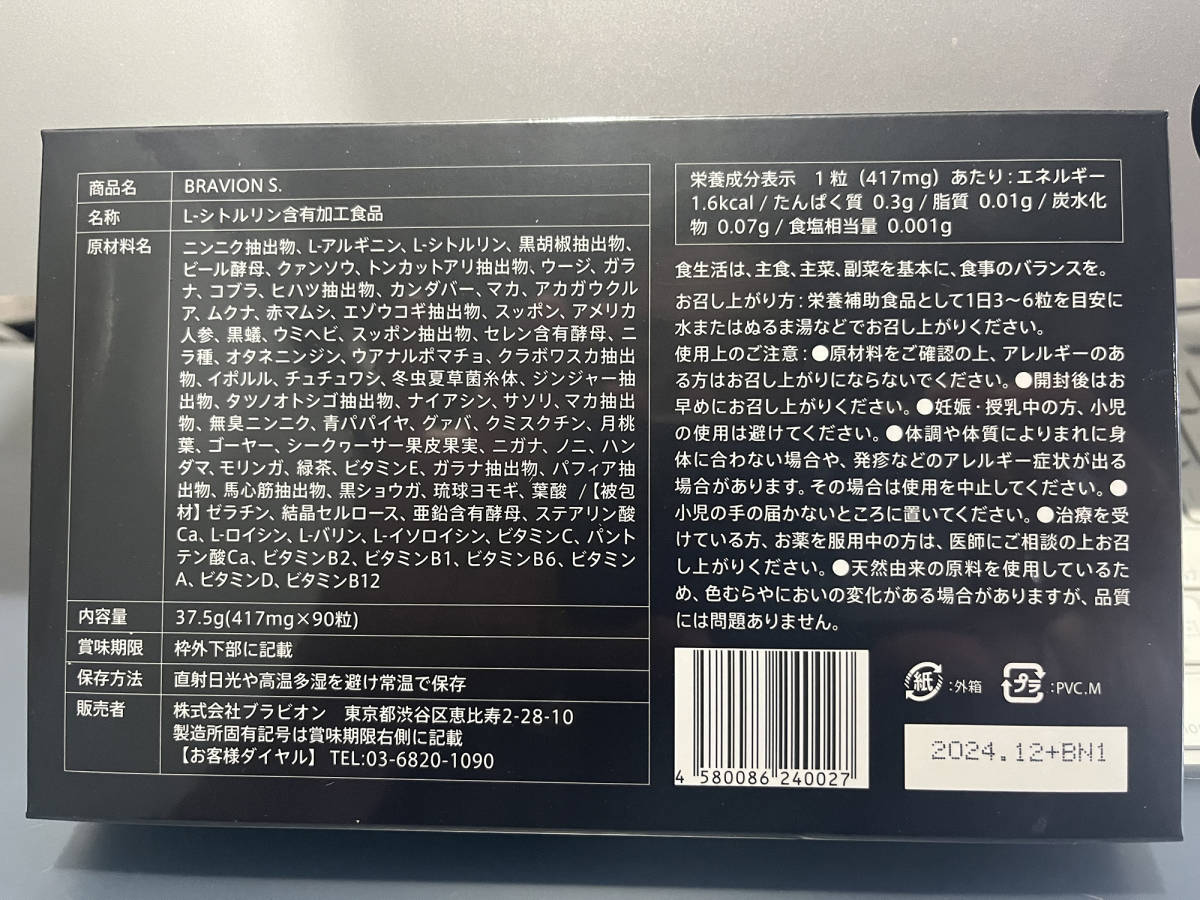 商品名 BRAVION S.
名称 L-シトルリン含有加工食品
原材料名 ニンニク抽出物、L-アルギニン、L-シトルリン、黒胡椒抽出物、
ビール酵母、クァンソウ、トンカットアリ抽出物、ウージ、ガラ
ナ、コブラ、ヒハツ抽出物、カンダバー、マカ、アカガウクル
ア、ムクナ、赤マムシ、エゾウコギ抽出物、スッポン、アメリカ
人参、黒蟻、ウミヘビ、スッポン抽出物、セレン含有酵母、ニ
ラ種、オタネニンジン、ウアナルポマチョ、クラボワスカ抽出
物、イポルル、チュチュワシ、冬虫夏草菌糸体、ジンジャー抽
出物、タツノオトシゴ抽出物、ナイアシン、サソリ、マカ抽出
物、無臭ニンニク、青パパイヤ、グァバ、クミスクチン、月桃
葉、ゴーヤー、シークヮーサー果皮果実、ニガナ、ノニ、ハン
ダマ、モリンガ、緑茶、ビタミンE、ガラナ抽出物、パフィア抽
出物、馬心筋抽出物、黒ショウガ、琉球ヨモギ、葉酸 /【被包
材】ゼラチン、結晶セルロース、亜鉛含有酵母、ステアリン酸
Ca、L-ロイシン、L-バリン、L-イソロイシン、ビタミンC、パント
テン酸Ca、ビタミンB2、ビタミンB1、ビタミンB6、ビタミン
A、ビタミンD、ビタミンB12
内容量 37.5g(417mg×90粒)
賞味期限 枠外下部に記載
保存方法 直射日光や高温多湿を避け常温で保存
販売者 株式会社ブラビオン 東京都渋谷区恵比寿2-28-10
製造所固有記号は賞味期限右側に記載
【お客様ダイヤル】 TEL:03-6820-1090
栄養成分表示 1粒(417mg)あたり:エネルギー
1.6kcal / たんぱく質 0.3g / 脂質 0.01g / 炭水化
物 0.07g / 食塩相当量 0.001g
食生活は、主食、主菜、副菜を基本に、食事のバランスを。
お召し上がり方:栄養補助食品として1日3〜6粒を目安に
水またはぬるま湯などでお召し上がりください。
使用上のご注意:●原材料をご確認の上、アレルギーのあ
る方はお召し上がりにならないでください。●開封後はお
早めにお召し上がりください。●妊娠・授乳中の方、小児
の使用は避けてください。●体調や体質によりまれに身
体に合わない場合や、発疹などのアレルギー症状が出る
場合があります。その場合は使用を中止してください。●
小児の手の届かないところに置いてください。●治療を受
けている方、お薬を服用中の方は、医師にご相談の上お召
し上がりください。●天然由来の原料を使用しているた
め、色むらやにおいの変化がある場合がありますが、品質
には問題ありません。
紙 :外箱 プラ :PVC.M
4 580086 240027
2024.12+BN1